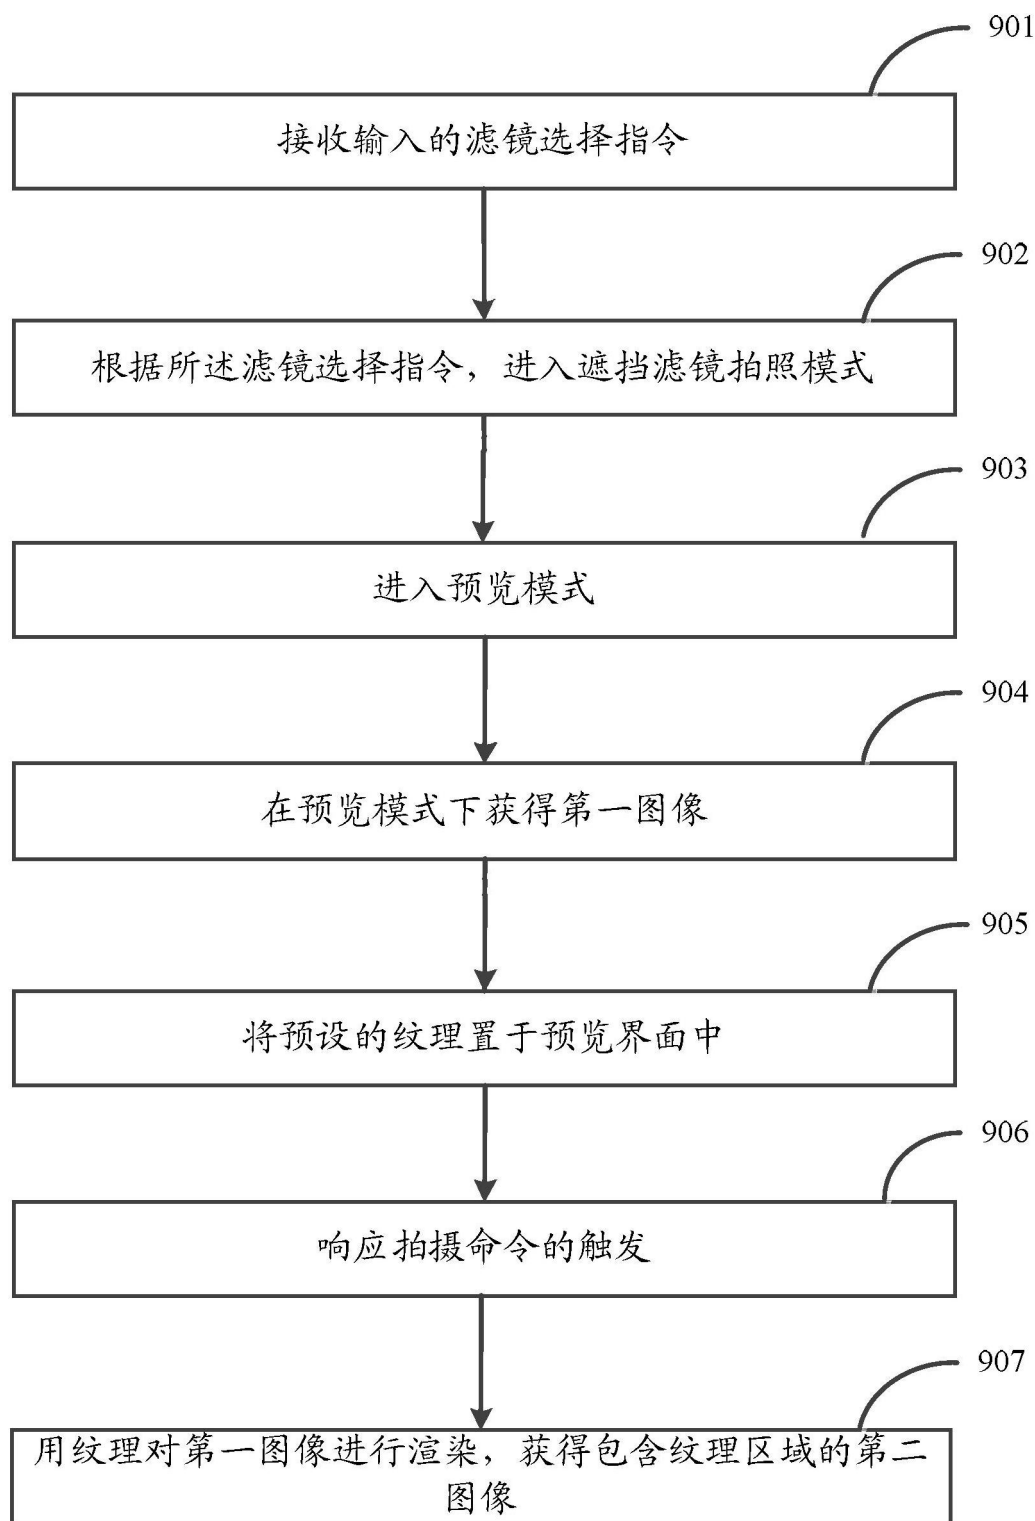 901
接收输入的滤镜选择指令
902
根据所述滤镜选择指令，进入遮挡滤镜拍照模式
903
进入预览模式
904
在预览模式下获得第一图像
905
将预设的纹理置于预览界面中
906
响应拍摄命令的触发
907
用纹理对第一图像进行渲染，获得包含纹理区域的第二
图像